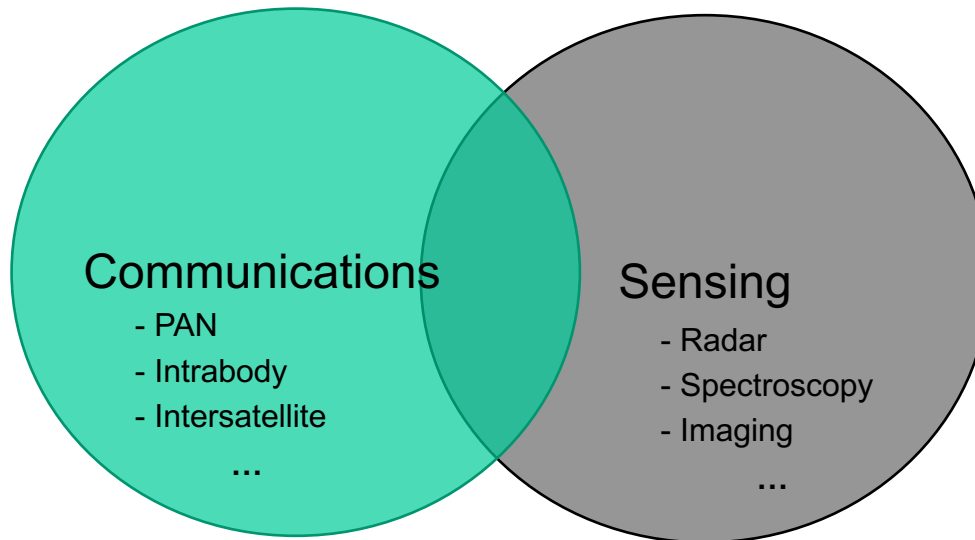 Communications
- PAN
- Intrabody
- Intersatellite
...
Sensing
- Radar
- Spectroscopy
- Imaging
...